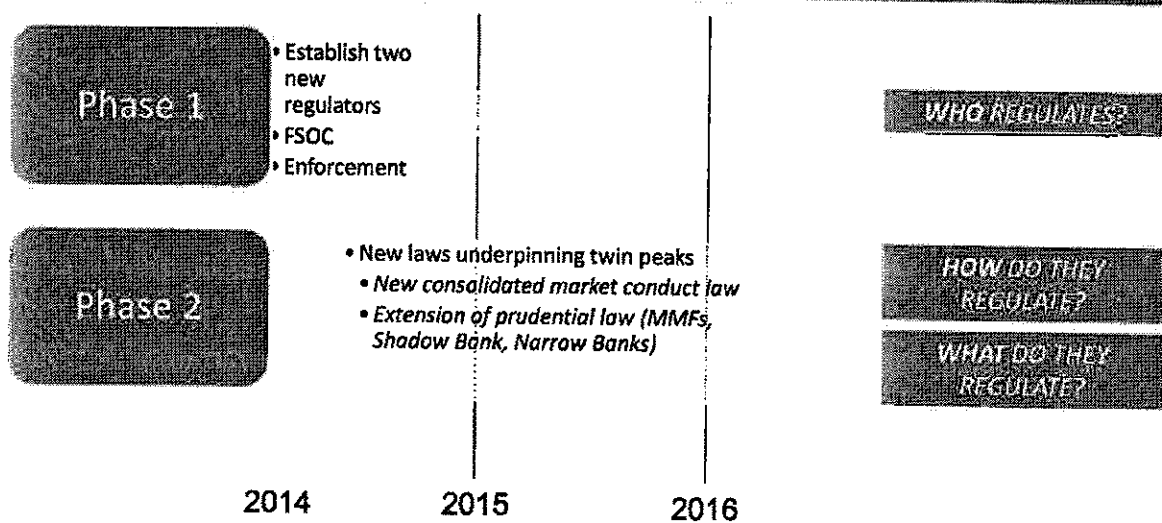 Phase 1
• Establish two
new
regulators
• FSOC
• Enforcement
WHO REGULATES?
Phase 2
• New laws underpinning twin peaks
• New consolidated market conduct law
• Extension of prudential law (MMFs,
Shadow Bank, Narrow Banks)
HOW DO THEY
REGULATE?
WHAT DO THEY
REGULATE?
2014
2015
2016